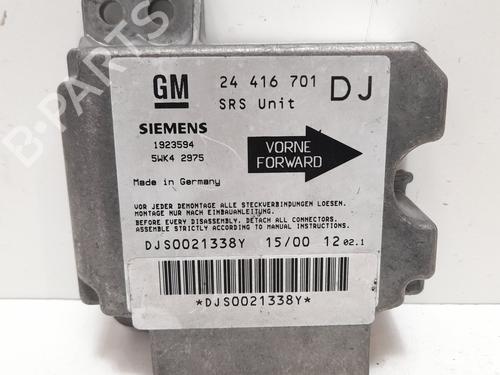 B-PARTS
GM 24 416 701 DJ
SRS Unit
SIEMENS
1923594
5WK4 2975
VORNE
FORWARD
Made in Germany
VOR JEDER DEMONTAGE ALLE STECKVERBINDUNGEN LOESEN.
MONTAGE NUR NACH EINBAUANLEITUNG.
BEFORE EVERY DISASSEMBLY, DETACH ALL CONNECTORS.
ASSEMBLE STRICTLY ACCORDING TO MANUAL INSTRUCTIONS.
DJS0021338Y 15/00 12 02.1
*DJS0021338Y*